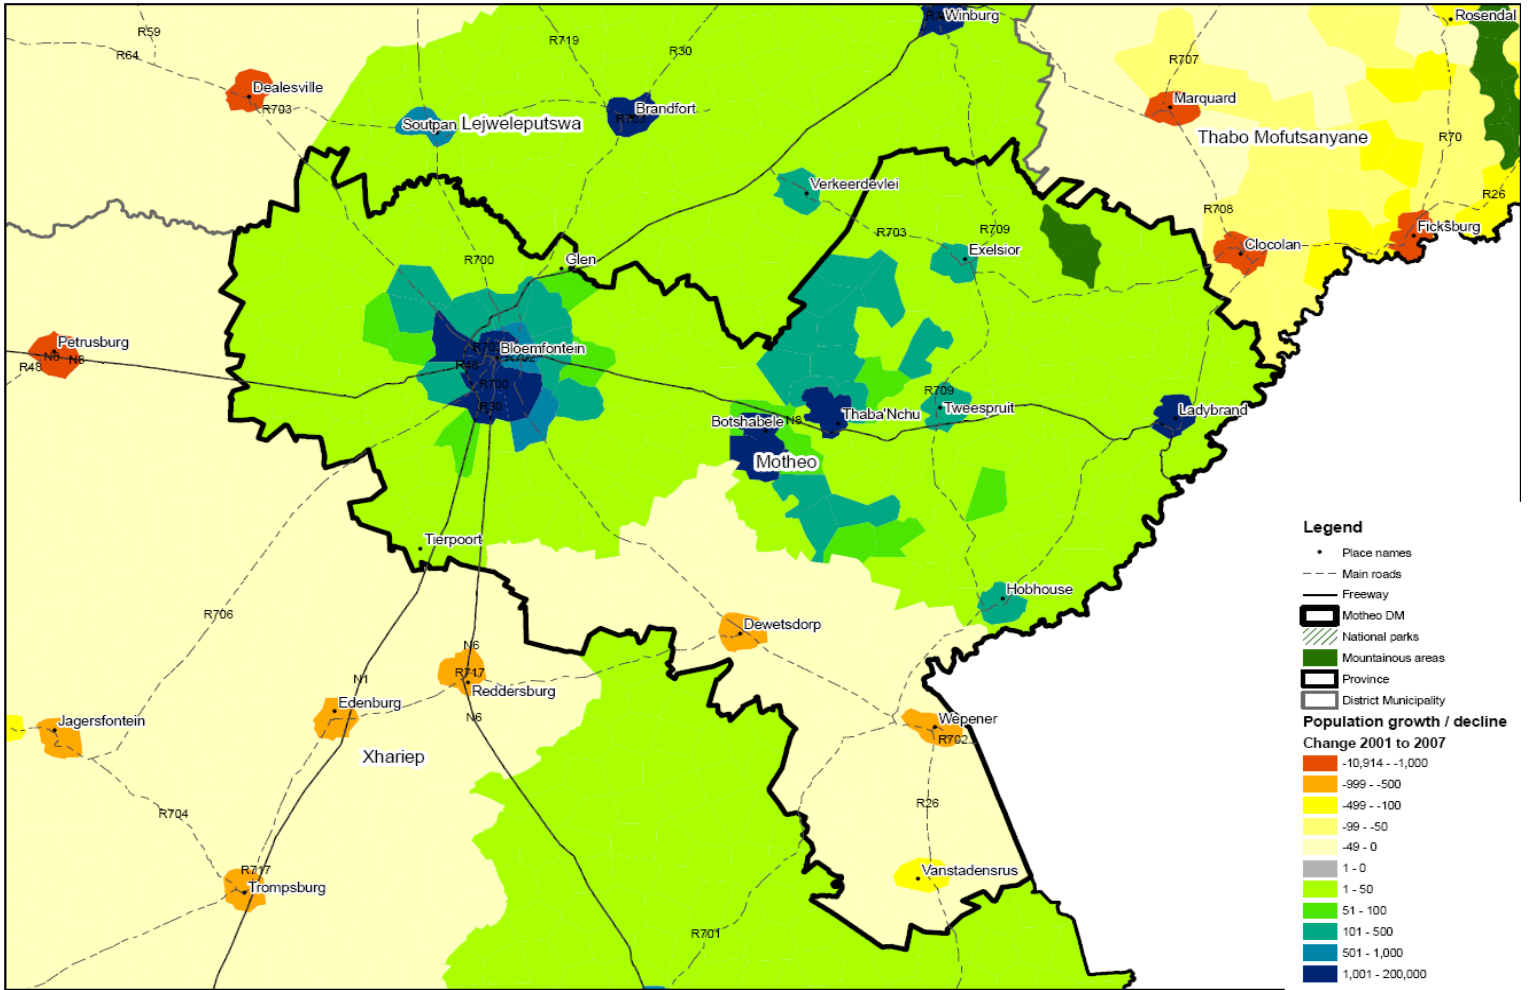 Winburg
R7
Rosendal
R59
R719
R30
R64
R707
Dealesville
R703
Marquard
Brandfort
R703
Soutpan
Lejweleputswa
Thabo Mofutsanyane
R70
Verkeerdevlei
R26
R708
R703
R709
Ficksburg
Exelsior
Clocolan
R700
Glen
Petrusburg
N8
N8
R48
Bloemfontein
R702
R48
R700
R30
R709
Botshabele
N8
Thaba'Nchu
Tweespruit
Ladybrand
Motheo
Tierpoort
Hobhouse
R706
Dewetsdorp
N6
R717
Reddersburg
N1
N6
Edenburg
Jagersfontein
Wepener
R702
Xhariep
R704
R26
R717
Trompsburg
Vanstadensrus
R701
Legend
Place names
Main roads
Freeway
Motheo DM
National parks
Mountainous areas
Province
District Municipality
Population growth / decline
Change 2001 to 2007
-10,914 - -1,000
-999 - -500
-499 - -100
-99 - -50
-49 - 0
1 - 0
1 - 50
51 - 100
101 - 500
501 - 1,000
1,001 - 200,000